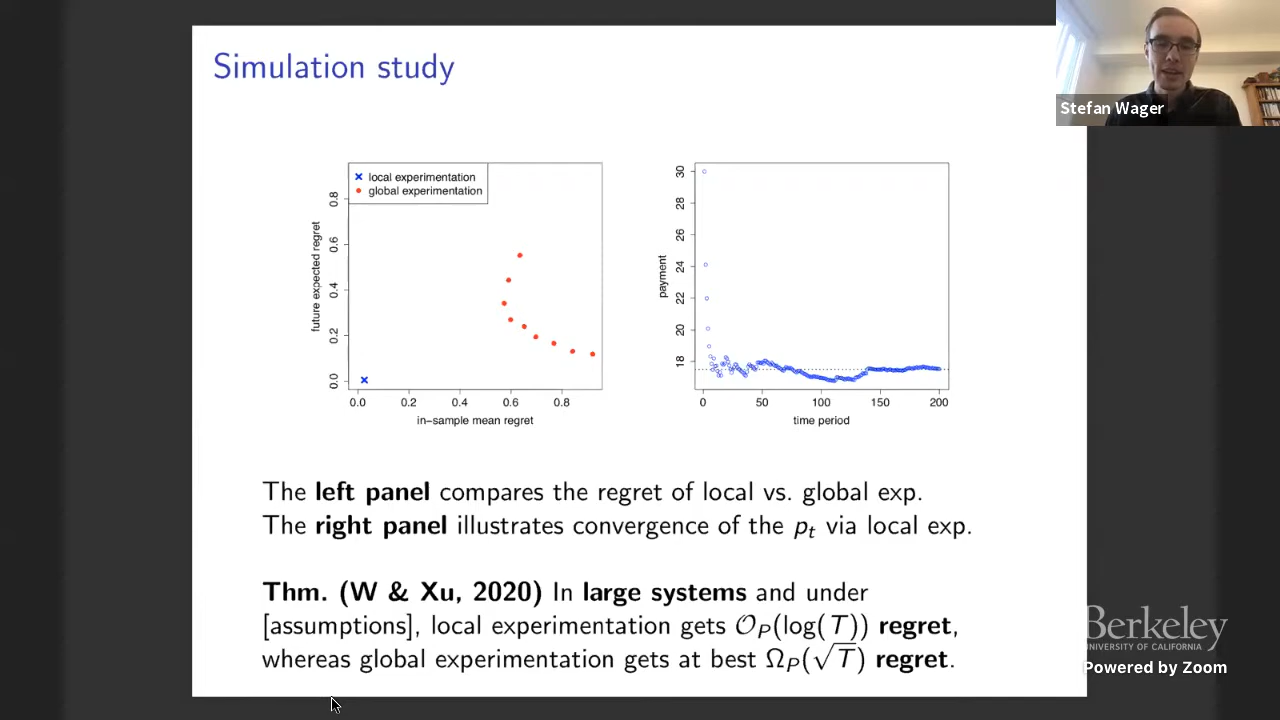 Simulation study
Stefan Wager
local experimentation
global experimentation
future expected regret
0.0 0.2 0.4 0.6 0.8
0.0 0.2 0.4 0.6 0.8
in-sample mean regret
payment
18 20 22 24 26 28 30
0 50 100 150 200
time period
The left panel compares the regret of local vs. global exp.
The right panel illustrates convergence of the pₜ via local exp.
Thm. (W & Xu, 2020) In large systems and under
[assumptions], local experimentation gets 𝒪_P(log(T)) regret,
whereas global experimentation gets at best Ω_P(√T) regret.
Berkeley
UNIVERSITY OF CALIFORNIA
Powered by Zoom